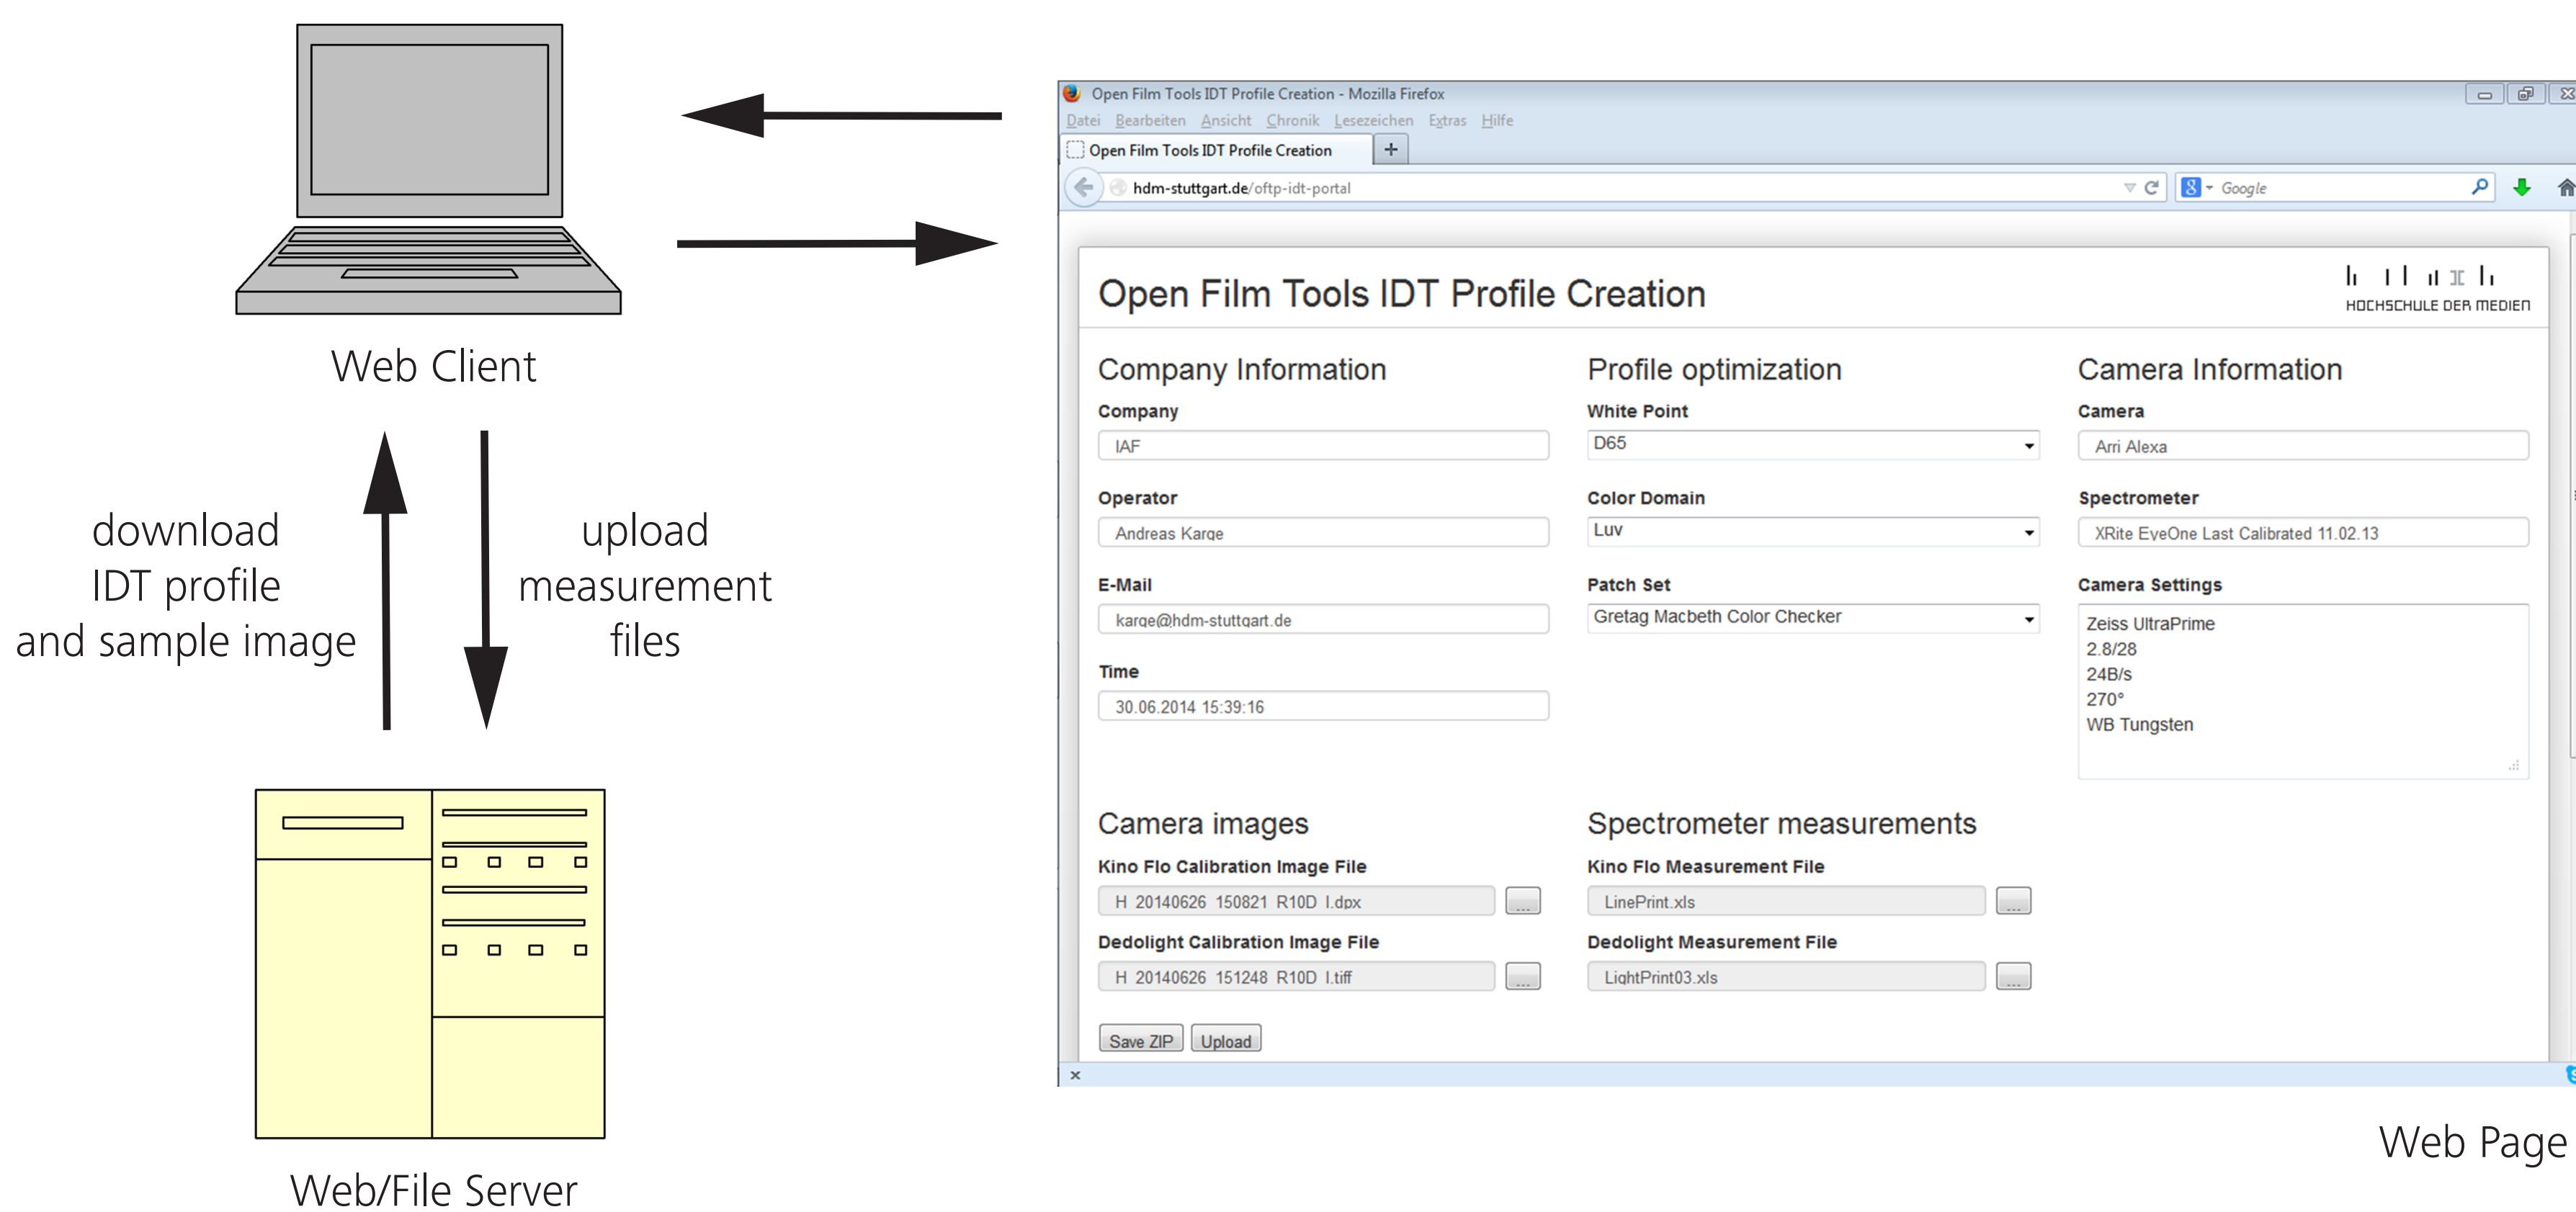 Web Client
download
IDT profile
and sample image
upload
measurement
files
Web/File Server
Open Film Tools IDT Profile Creation - Mozilla Firefox
Datei Bearbeiten Ansicht Chronik Lesezeichen Extras Hilfe
Open Film Tools IDT Profile Creation +
hdm-stuttgart.de/oftp-idt-portal
8 Google
Open Film Tools IDT Profile Creation
HOCHSCHULE DER MEDIEN
Company Information
Company
IAF
Operator
Andreas Karge
E-Mail
karge@hdm-stuttgart.de
Time
30.06.2014 15:39:16
Profile optimization
White Point
D65
Color Domain
Luv
Patch Set
Gretag Macbeth Color Checker
Camera Information
Camera
Arri Alexa
Spectrometer
XRite EyeOne Last Calibrated 11.02.13
Camera Settings
Zeiss UltraPrime
2.8/28
24B/s
270°
WB Tungsten
Camera images
Kino Flo Calibration Image File
H_20140626_150821_R10D_I.dpx ...
Dedolight Calibration Image File
H_20140626_151248_R10D_I.tiff ...
Spectrometer measurements
Kino Flo Measurement File
LinePrint.xls ...
Dedolight Measurement File
LightPrint03.xls ...
Save ZIP Upload
Web Page